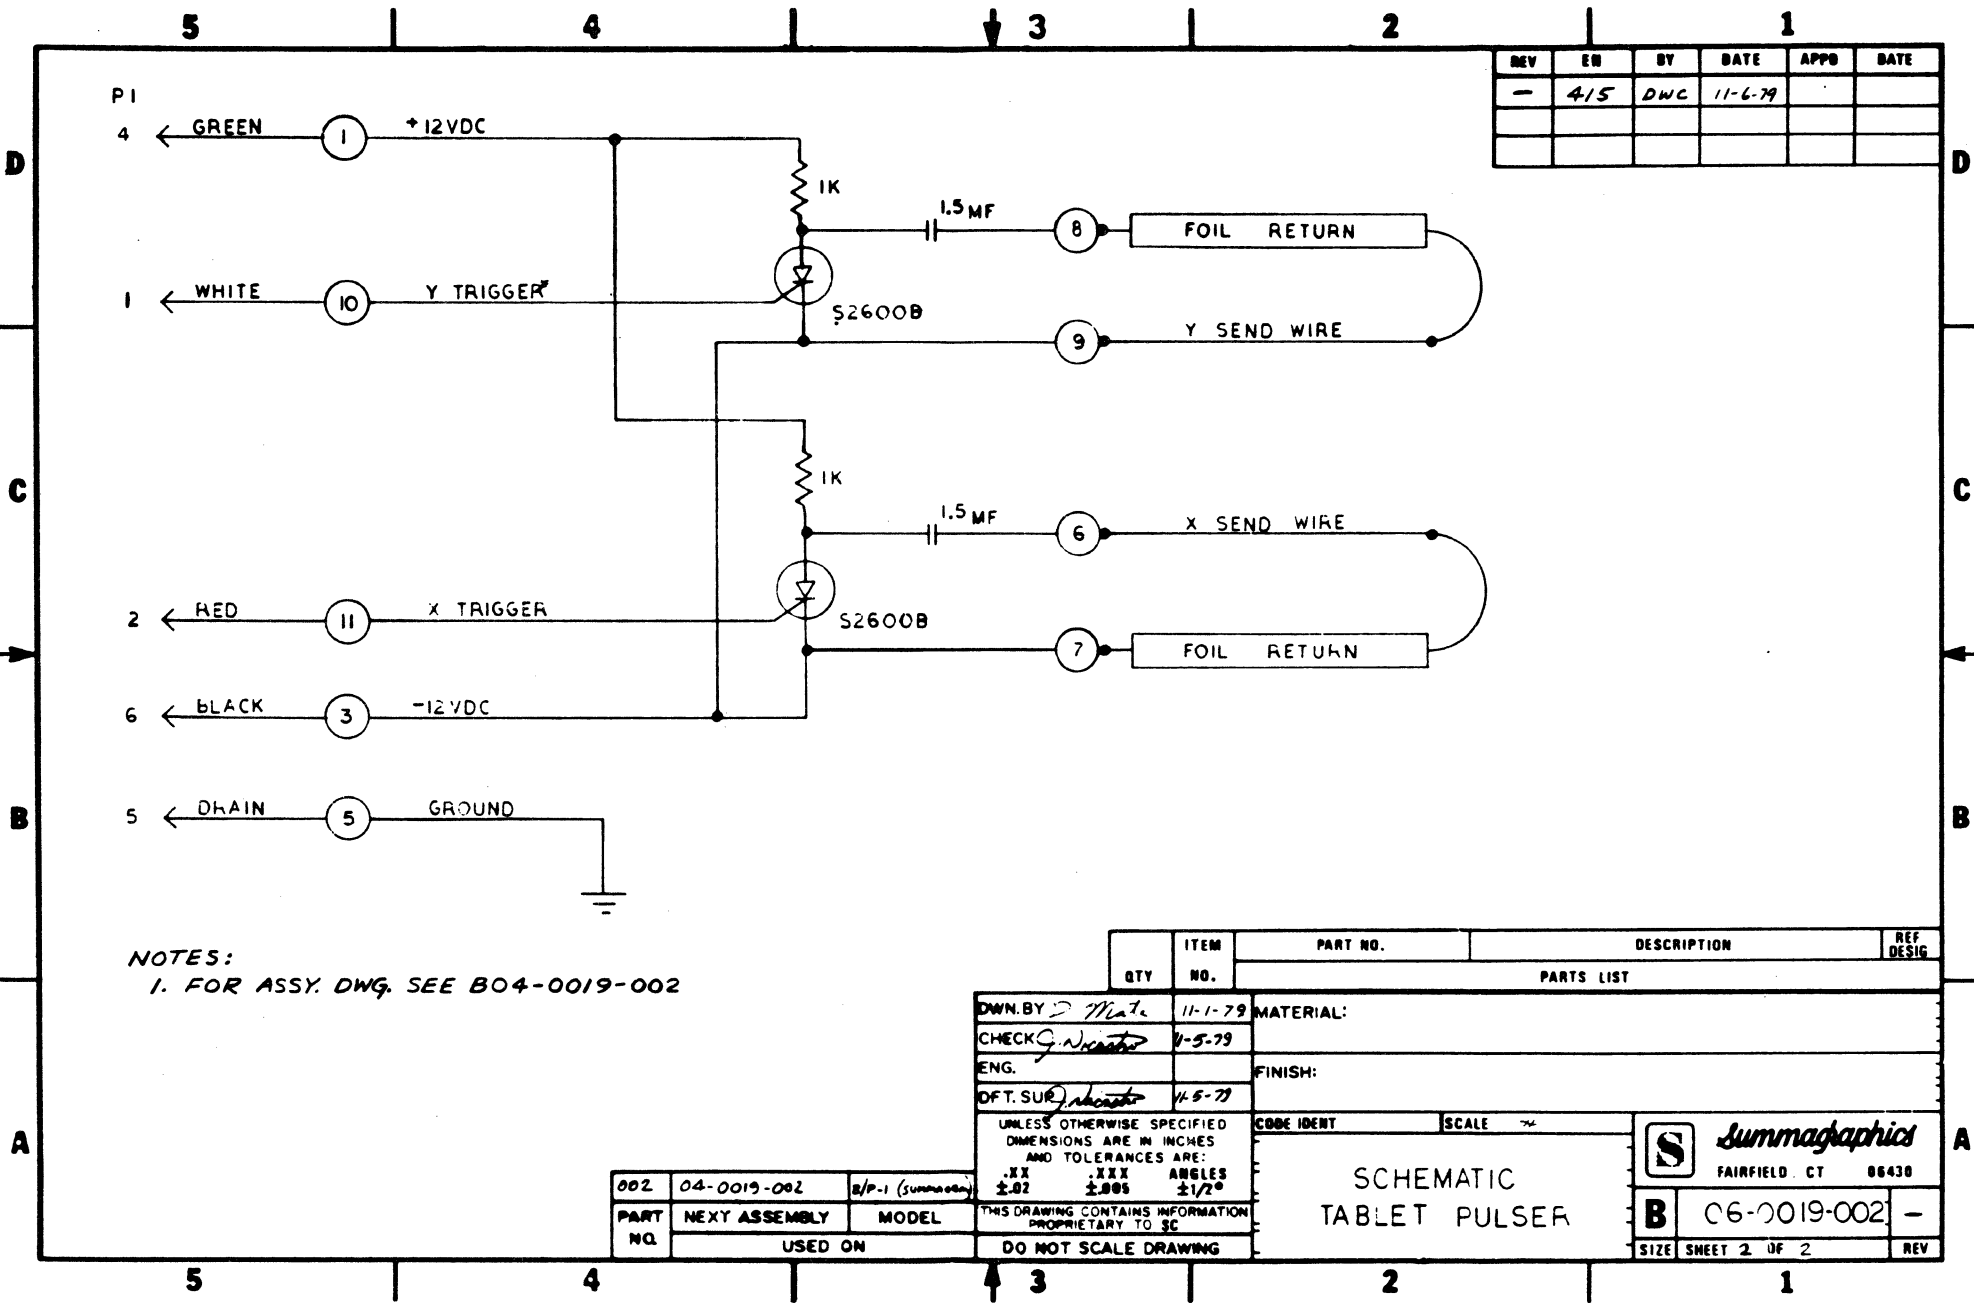 5 4 3 2 1
REV EN BY DATE APPD DATE
- 415 DWC 11-6-79
P1
D D
4 GREEN 1 +12VDC
1K
1.5 MF 8 FOIL RETURN
1 WHITE 10 Y TRIGGER
S2600B
9 Y SEND WIRE
C C
1K
1.5 MF 6 X SEND WIRE
2 RED 11 X TRIGGER
S2600B
7 FOIL RETURN
6 BLACK 3 -12VDC
B B
5 DRAIN 5 GROUND
NOTES:
1. FOR ASSY. DWG. SEE B04-0019-002
QTY ITEM NO. PART NO. DESCRIPTION REF DESIG
PARTS LIST
DWN.BY D 11-1-79 MATERIAL:
CHECK J. Nicastro 11-5-79
ENG. FINISH:
DFT. SUP J. Nicastro 11-5-79
UNLESS OTHERWISE SPECIFIED
DIMENSIONS ARE IN INCHES
AND TOLERANCES ARE:
.XX .XXX ANGLES
±.02 ±.005 ±1/2°
THIS DRAWING CONTAINS INFORMATION
PROPRIETARY TO SC
DO NOT SCALE DRAWING
CODE IDENT SCALE
A A
SCHEMATIC
TABLET PULSER
S Summagraphics
FAIRFIELD. CT 06430
B 06-0019-002 -
SIZE SHEET 2 OF 2 REV
002 04-0019-002 B/P-1
PART NO. NEXT ASSEMBLY MODEL
USED ON
5 4 3 2 1